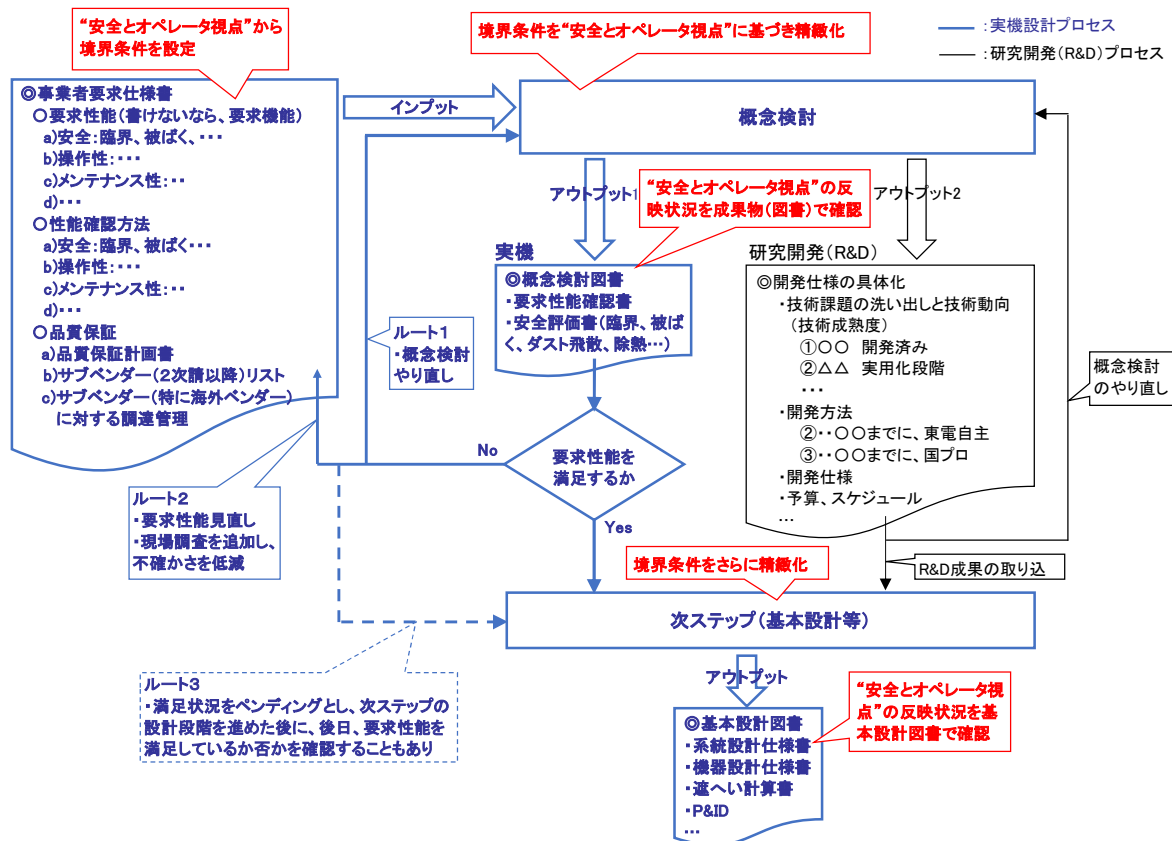 “安全とオペレータ視点”から
境界条件を設定
境界条件を“安全とオペレータ視点”に基づき精緻化
:実機設計プロセス
:研究開発(R&D)プロセス
◎事業者要求仕様書
○要求性能(書けないなら、要求機能)
a)安全:臨界、被ばく、・・・
b)操作性:・・・
c)メンテナンス性:・・
d)・・・
○性能確認方法
a)安全:臨界、被ばく・・・
b)操作性:・・・
c)メンテナンス性:・・
d)・・・
○品質保証
a)品質保証計画書
b)サブベンダー(2次請以降)リスト
c)サブベンダー(特に海外ベンダー)
に対する調達管理
インプット
概念検討
アウトプット1
“安全とオペレータ視点”の反
映状況を成果物(図書)で確認
アウトプット2
実機
◎概念検討図書
・要求性能確認書
・安全評価書(臨界、被ば
く、ダスト飛散、除熱…)
研究開発(R&D)
◎開発仕様の具体化
・技術課題の洗い出しと技術動向
(技術成熟度)
①○○ 開発済み
②△△ 実用化段階
・・・
・開発方法
②・・○○までに、東電自主
③・・○○までに、国プロ
・開発仕様
・予算、スケジュール
…
概念検討
のやり直し
ルート1
・概念検討
やり直し
No
要求性能を
満足するか
Yes
ルート2
・要求性能見直し
・現場調査を追加し、
不確かさを低減
境界条件をさらに精緻化
R&D成果の取り込
次ステップ(基本設計等)
ルート3
・満足状況をペンディングとし、次ステップの
設計段階を進めた後に、後日、要求性能を
満足しているか否かを確認することもあり
アウトプット
◎基本設計図書
・系統設計仕様書
・機器設計仕様書
・遮へい計算書
・P&ID
…
“安全とオペレータ視
点”の反映状況を基
本設計図書で確認